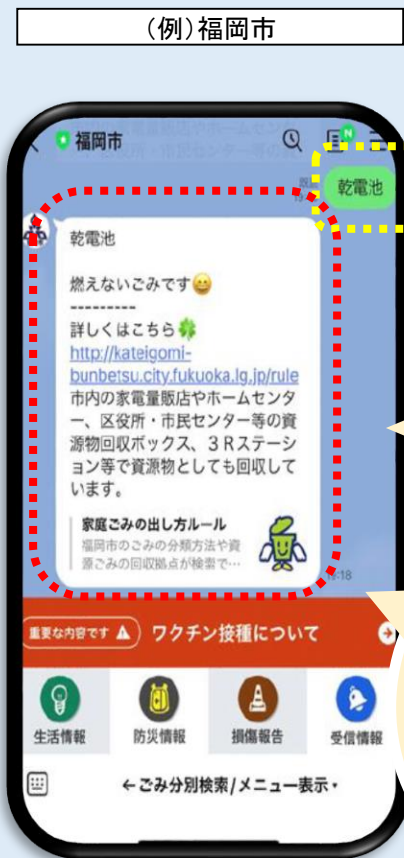 （例）福岡市
福岡市
乾電池
乾電池
燃えないごみです😄
---------
詳しくはこちら🍀
http://kateigomi-
bunbetsu.city.fukuoka.lg.jp/rule
市内の家電量販店やホームセンタ
ー、区役所・市民センター等の資
源物回収ボックス、３Ｒステーシ
ョン等で資源物としても回収して
います。
家庭ごみの出し方ルール
福岡市のごみの分類方法や資
源ごみの回収拠点が検索で…
19:18
重要な内容です ワクチン接種について
生活情報 防災情報 損傷報告 受信情報
←ごみ分別検索/メニュー表示・